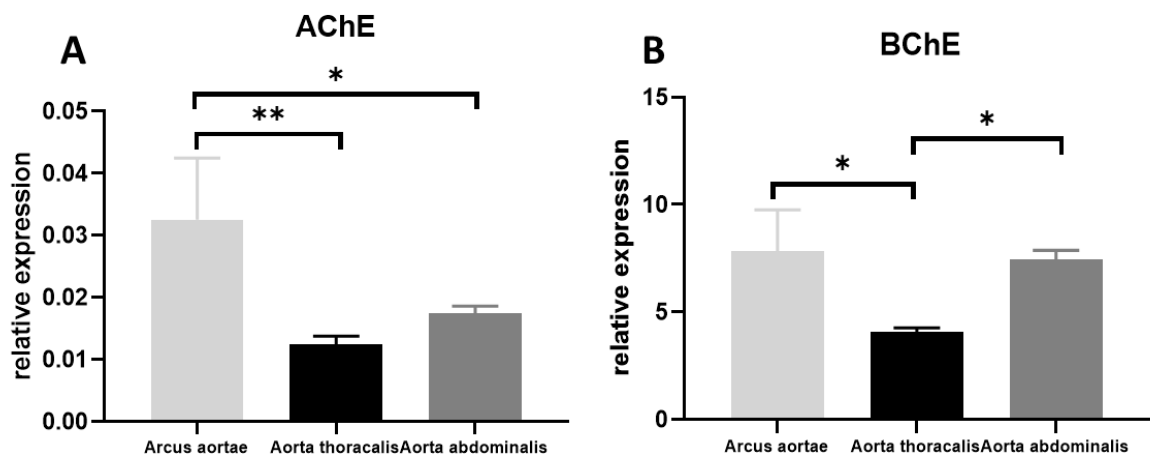 A
AChE
*
**
0.05
0.04
0.03
0.02
0.01
0.00
relative expression
Arcus aortae Aorta thoracalis Aorta abdominalis
B
BChE
*
*
15
10
5
0
relative expression
Arcus aortae Aorta thoracalis Aorta abdominalis